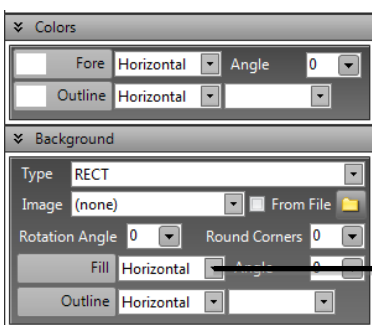 Colors
Fore Horizontal Angle 0
Outline Horizontal
Background
Type RECT
Image (none) From File
Rotation Angle 0 Round Corners 0
Fill Horizontal Angle 0
Outline Horizontal